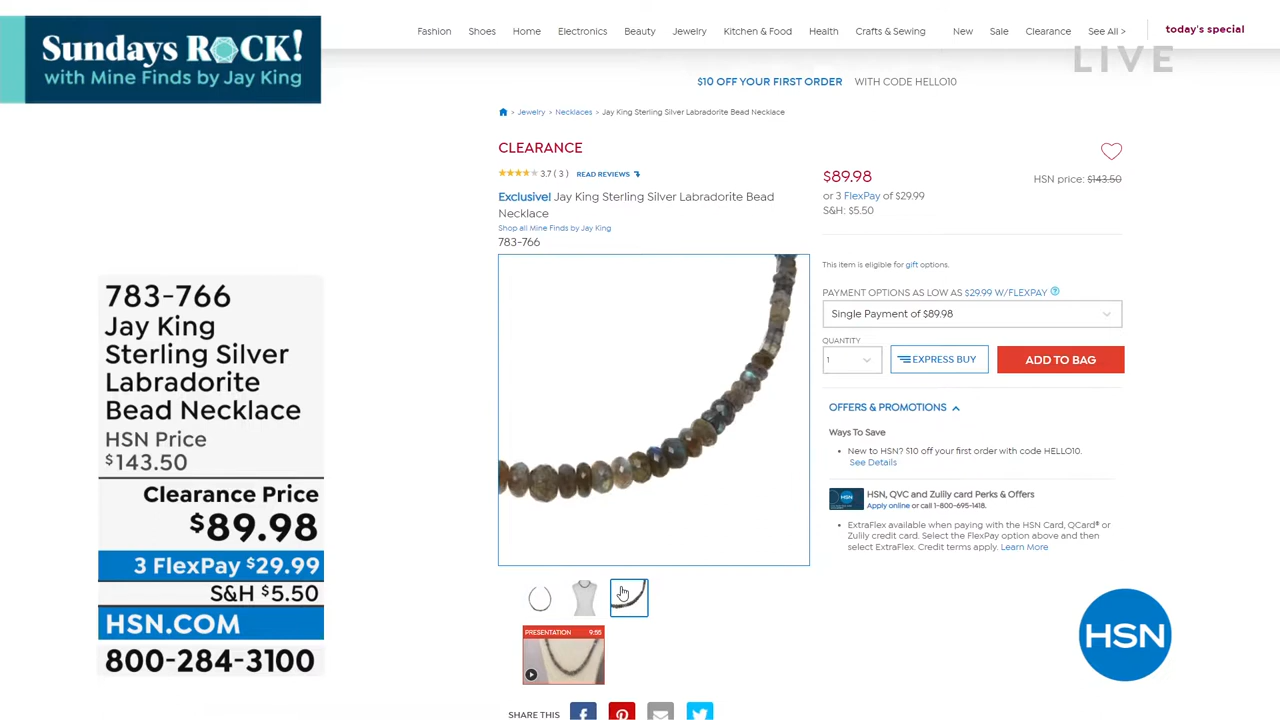 Sundays ROCK!
with Mine Finds by Jay King
Fashion Shoes Home Electronics Beauty Jewelry Kitchen & Food Health Crafts & Sewing New Sale Clearance See All > today's special
LIVE
$10 OFF YOUR FIRST ORDER WITH CODE HELLO10
> Jewelry > Necklaces > Jay King Sterling Silver Labradorite Bead Necklace
CLEARANCE
3.7 ( 3 ) READ REVIEWS
Exclusive! Jay King Sterling Silver Labradorite Bead
Necklace
Shop all Mine Finds by Jay King
783-766
$89.98 HSN price: $143.50
or 3 FlexPay of $29.99
S&H: $5.50
This item is eligible for gift options.
PAYMENT OPTIONS AS LOW AS $29.99 W/FLEXPAY ?
Single Payment of $89.98
QUANTITY
1 EXPRESS BUY ADD TO BAG
OFFERS & PROMOTIONS
Ways To Save
• New to HSN? $10 off your first order with code HELLO10.
See Details
HSN
HSN, QVC and Zulily card Perks & Offers
Apply online or call 1-800-695-1418.
• ExtraFlex available when paying with the HSN Card, QCard® or
Zulily credit card. Select the FlexPay option above and then
select ExtraFlex. Credit terms apply. Learn More
PRESENTATION 9:55
SHARE THIS
783-766
Jay King
Sterling Silver
Labradorite
Bead Necklace
HSN Price
$143.50
Clearance Price
$89.98
3 FlexPay $29.99
S&H $5.50
HSN.COM
800-284-3100
HSN